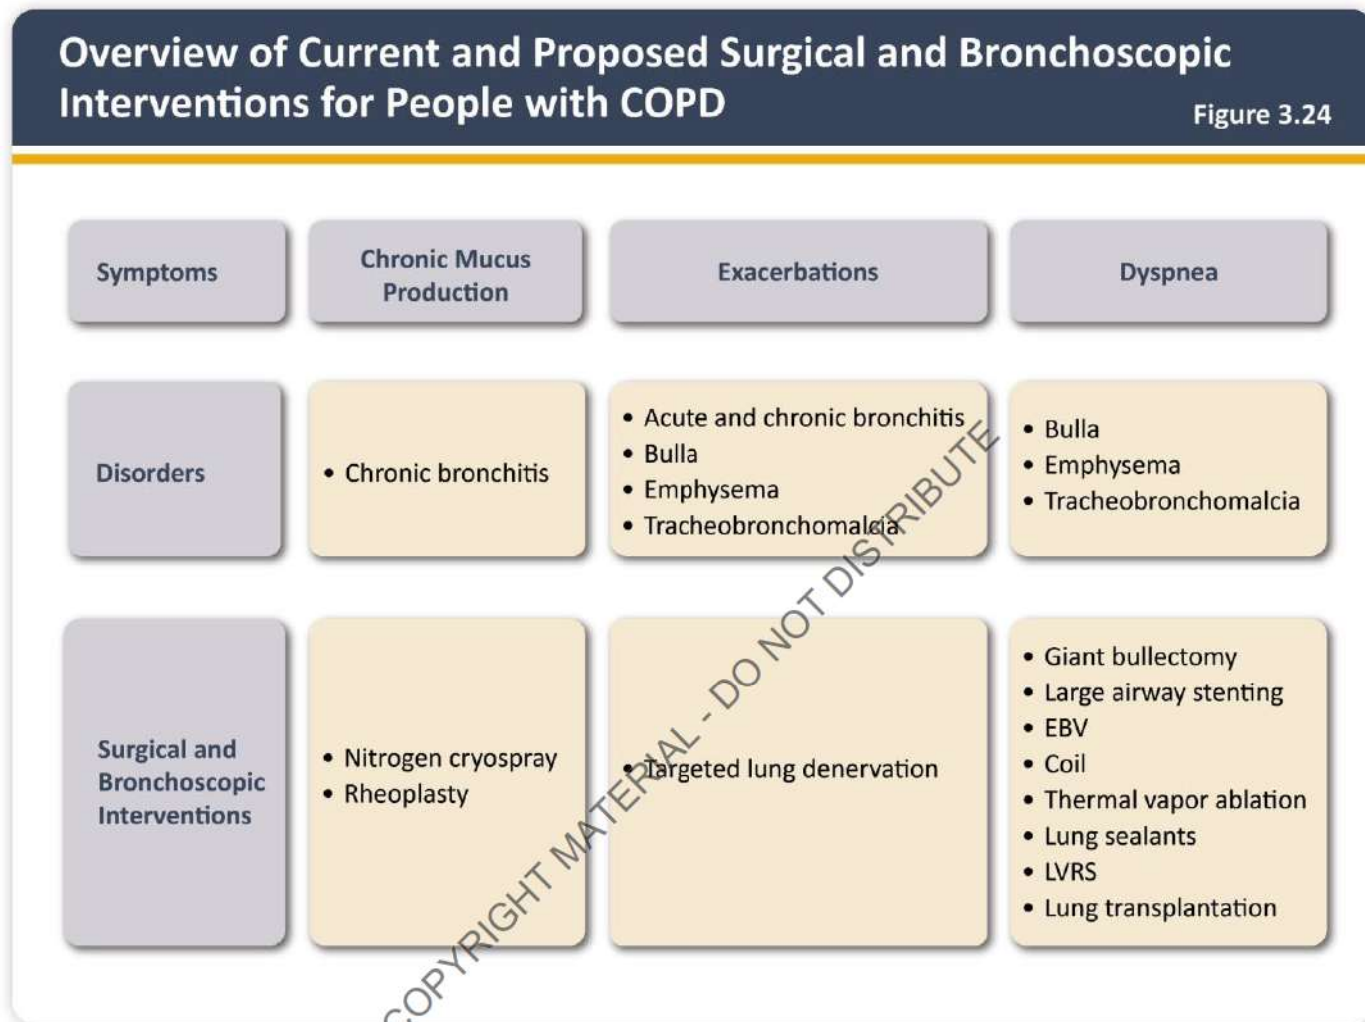 Overview of Current and Proposed Surgical and Bronchoscopic
Interventions for People with COPD
Figure 3.24
Symptoms
Chronic Mucus
Production
Exacerbations
Dyspnea
Disorders
• Chronic bronchitis
• Acute and chronic bronchitis
• Bulla
• Emphysema
• Tracheobronchomalcia
• Bulla
• Emphysema
• Tracheobronchomalcia
Surgical and
Bronchoscopic
Interventions
• Nitrogen cryospray
• Rheoplasty
• Targeted lung denervation
• Giant bullectomy
• Large airway stenting
• EBV
• Coil
• Thermal vapor ablation
• Lung sealants
• LVRS
• Lung transplantation
COPYRIGHT MATERIAL - DO NOT DISTRIBUTE